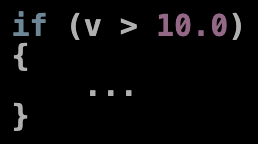 if (v > 10.0)
{
    ...
}